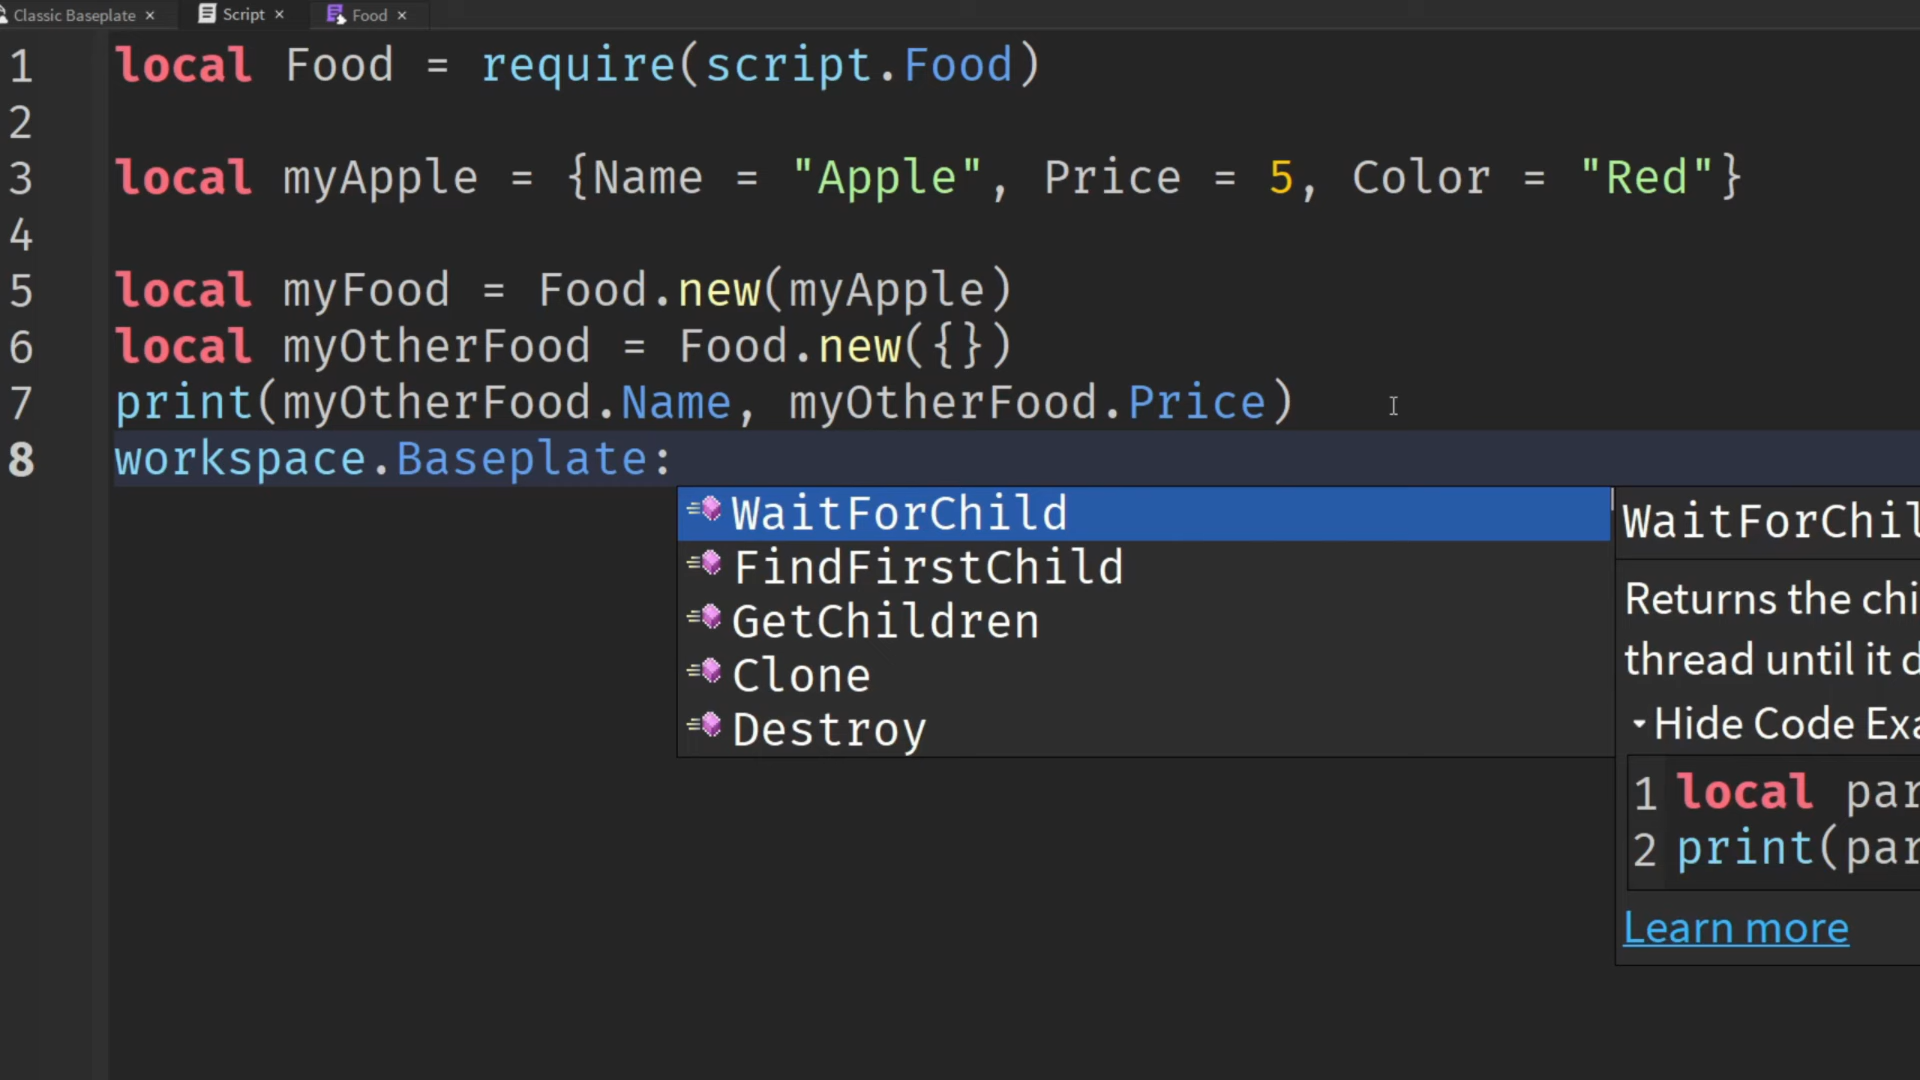 Classic Baseplate × Script × Food ×
1 local Food = require(script.Food)
2
3 local myApple = {Name = "Apple", Price = 5, Color = "Red"}
4
5 local myFood = Food.new(myApple)
6 local myOtherFood = Food.new({})
7 print(myOtherFood.Name, myOtherFood.Price)
8 workspace.Baseplate:
WaitForChild
FindFirstChild
GetChildren
Clone
Destroy
WaitForChil
Returns the chi
thread until it d
Hide Code Exa
1 local par
2 print(par
Learn more